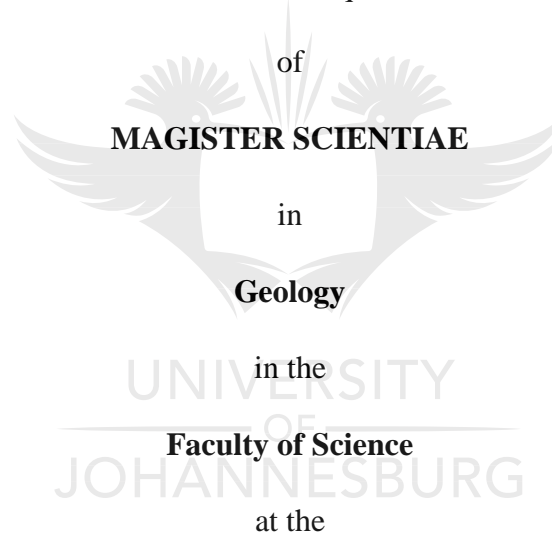 of
MAGISTER SCIENTIAE
in
Geology
in the
UNIVERSITY
OF
Faculty of Science
JOHANNESBURG
at the